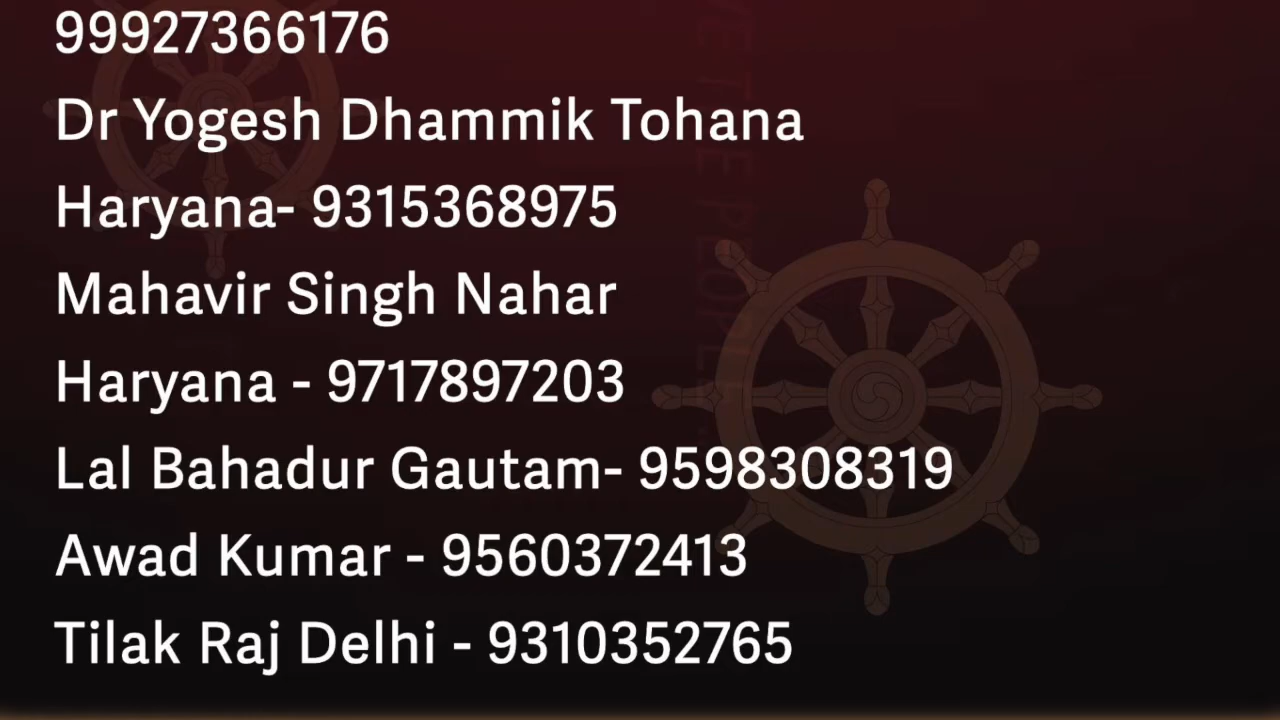 99927366176
Dr Yogesh Dhammik Tohana
Haryana- 9315368975
Mahavir Singh Nahar
Haryana - 9717897203
Lal Bahadur Gautam- 9598308319
Awad Kumar - 9560372413
Tilak Raj Delhi - 9310352765